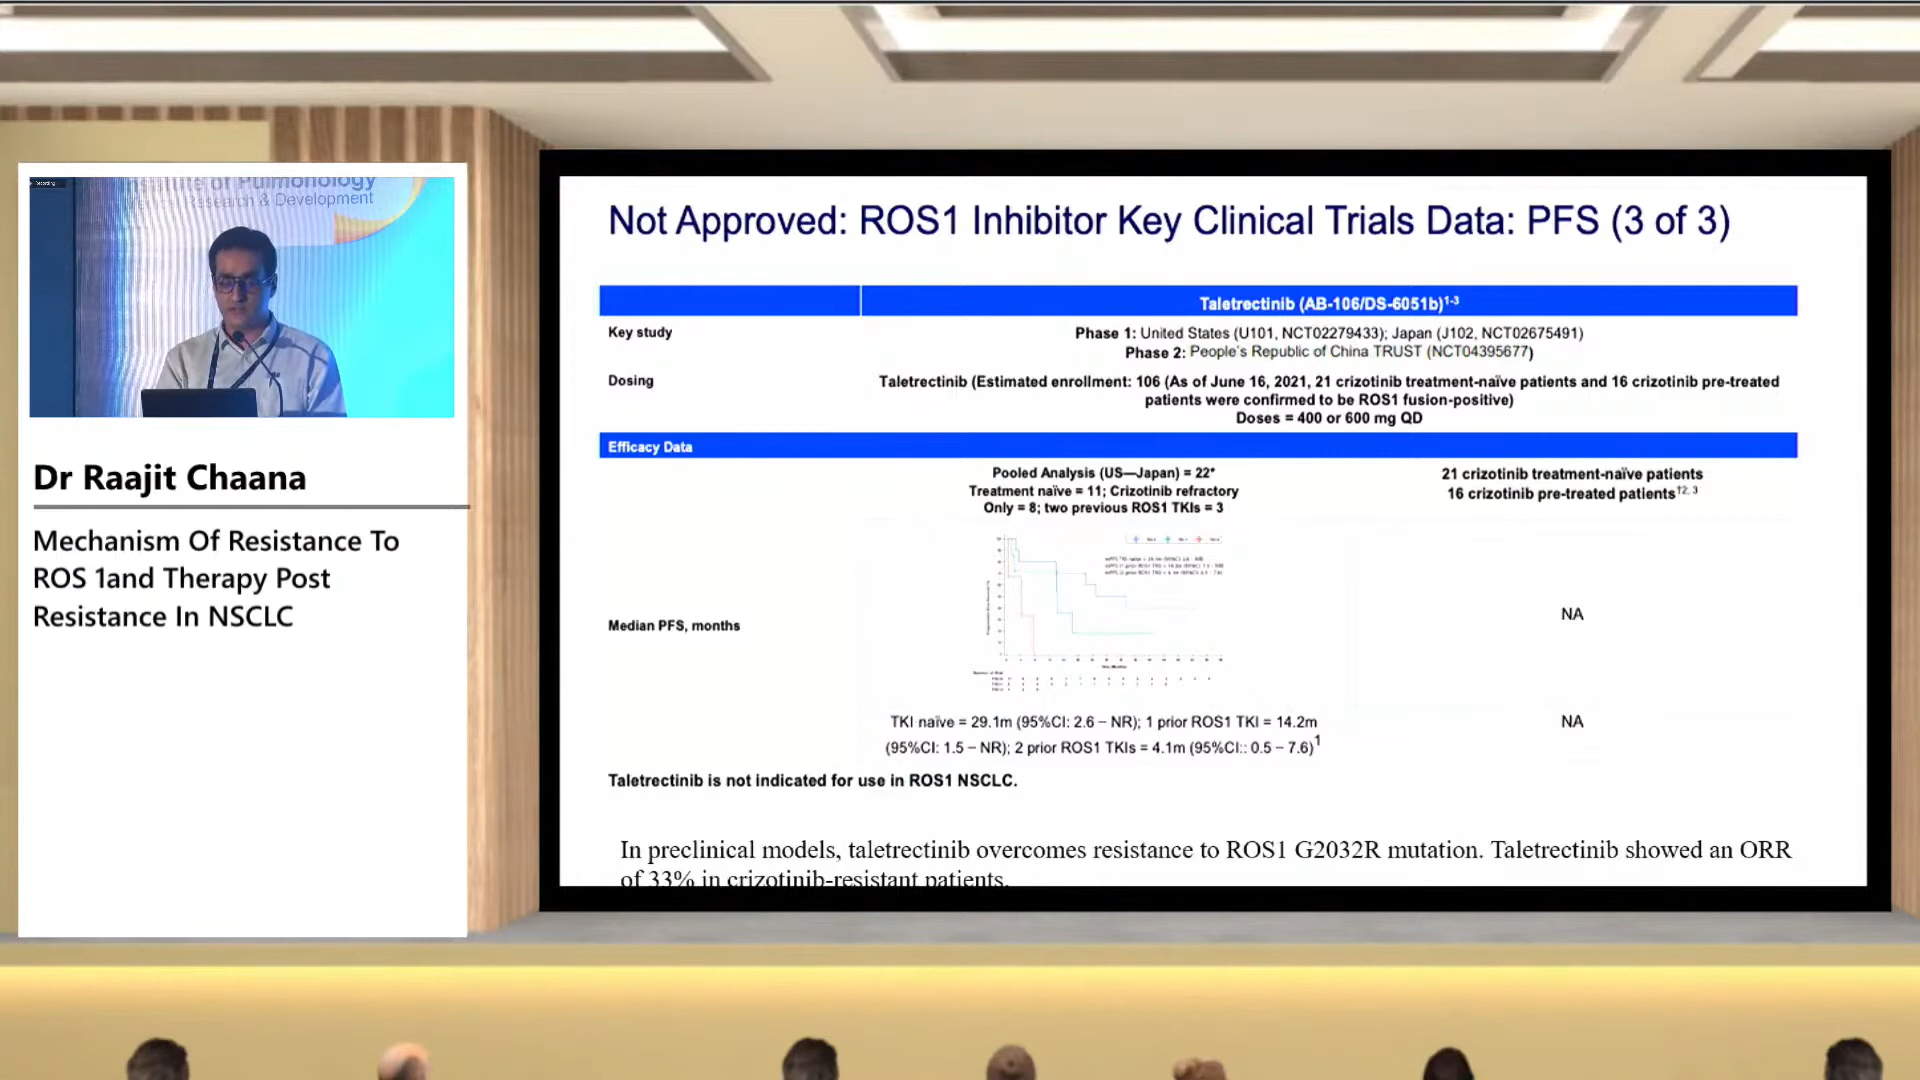 Recording
Institute of Pulmonology
Medical Research & Development
Dr Raajit Chaana
Mechanism Of Resistance To
ROS 1and Therapy Post
Resistance In NSCLC
Not Approved: ROS1 Inhibitor Key Clinical Trials Data: PFS (3 of 3)
Taletrectinib (AB-106/DS-6051b)1-3
Key study
Phase 1: United States (U101, NCT02279433); Japan (J102, NCT02675491)
Phase 2: People's Republic of China TRUST (NCT04395677)
Dosing
Taletrectinib (Estimated enrollment: 106 (As of June 16, 2021, 21 crizotinib treatment-naïve patients and 16 crizotinib pre-treated
patients were confirmed to be ROS1 fusion-positive)
Doses = 400 or 600 mg QD
Efficacy Data
Pooled Analysis (US—Japan) = 22*
Treatment naïve = 11; Crizotinib refractory
Only = 8; two previous ROS1 TKIs = 3
21 crizotinib treatment-naïve patients
16 crizotinib pre-treated patients†2, 3
Median PFS, months
NA
TKI naïve = 29.1m (95%CI: 2.6 – NR); 1 prior ROS1 TKI = 14.2m
(95%CI: 1.5 – NR); 2 prior ROS1 TKIs = 4.1m (95%CI:: 0.5 – 7.6)1
NA
Taletrectinib is not indicated for use in ROS1 NSCLC.
In preclinical models, taletrectinib overcomes resistance to ROS1 G2032R mutation. Taletrectinib showed an ORR
of 33% in crizotinib-resistant patients.